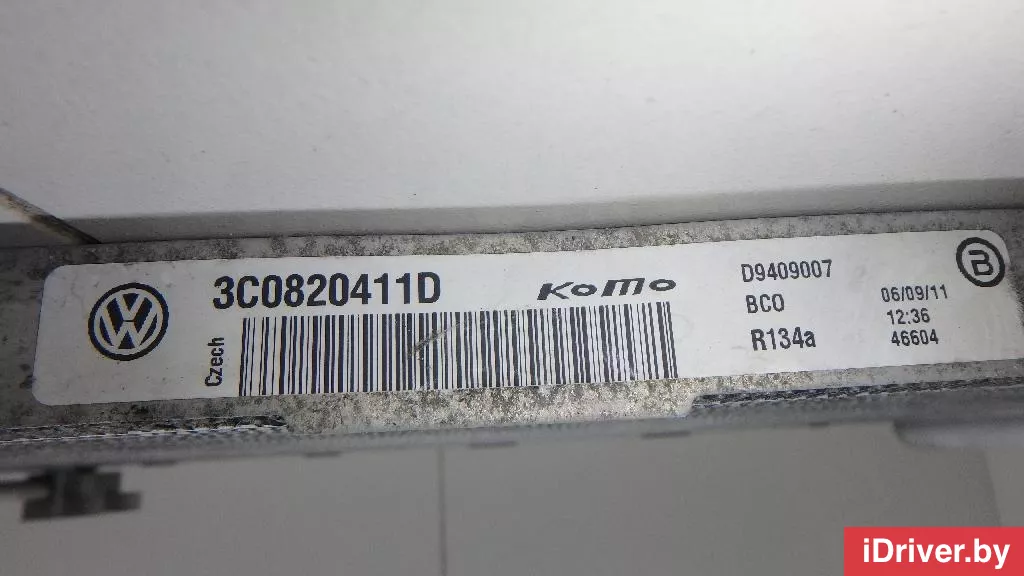 3C0820411D
Czech
KoMo
D9409007
BCO
R134a
06/09/11
12:36
46604
B
iDriver.by